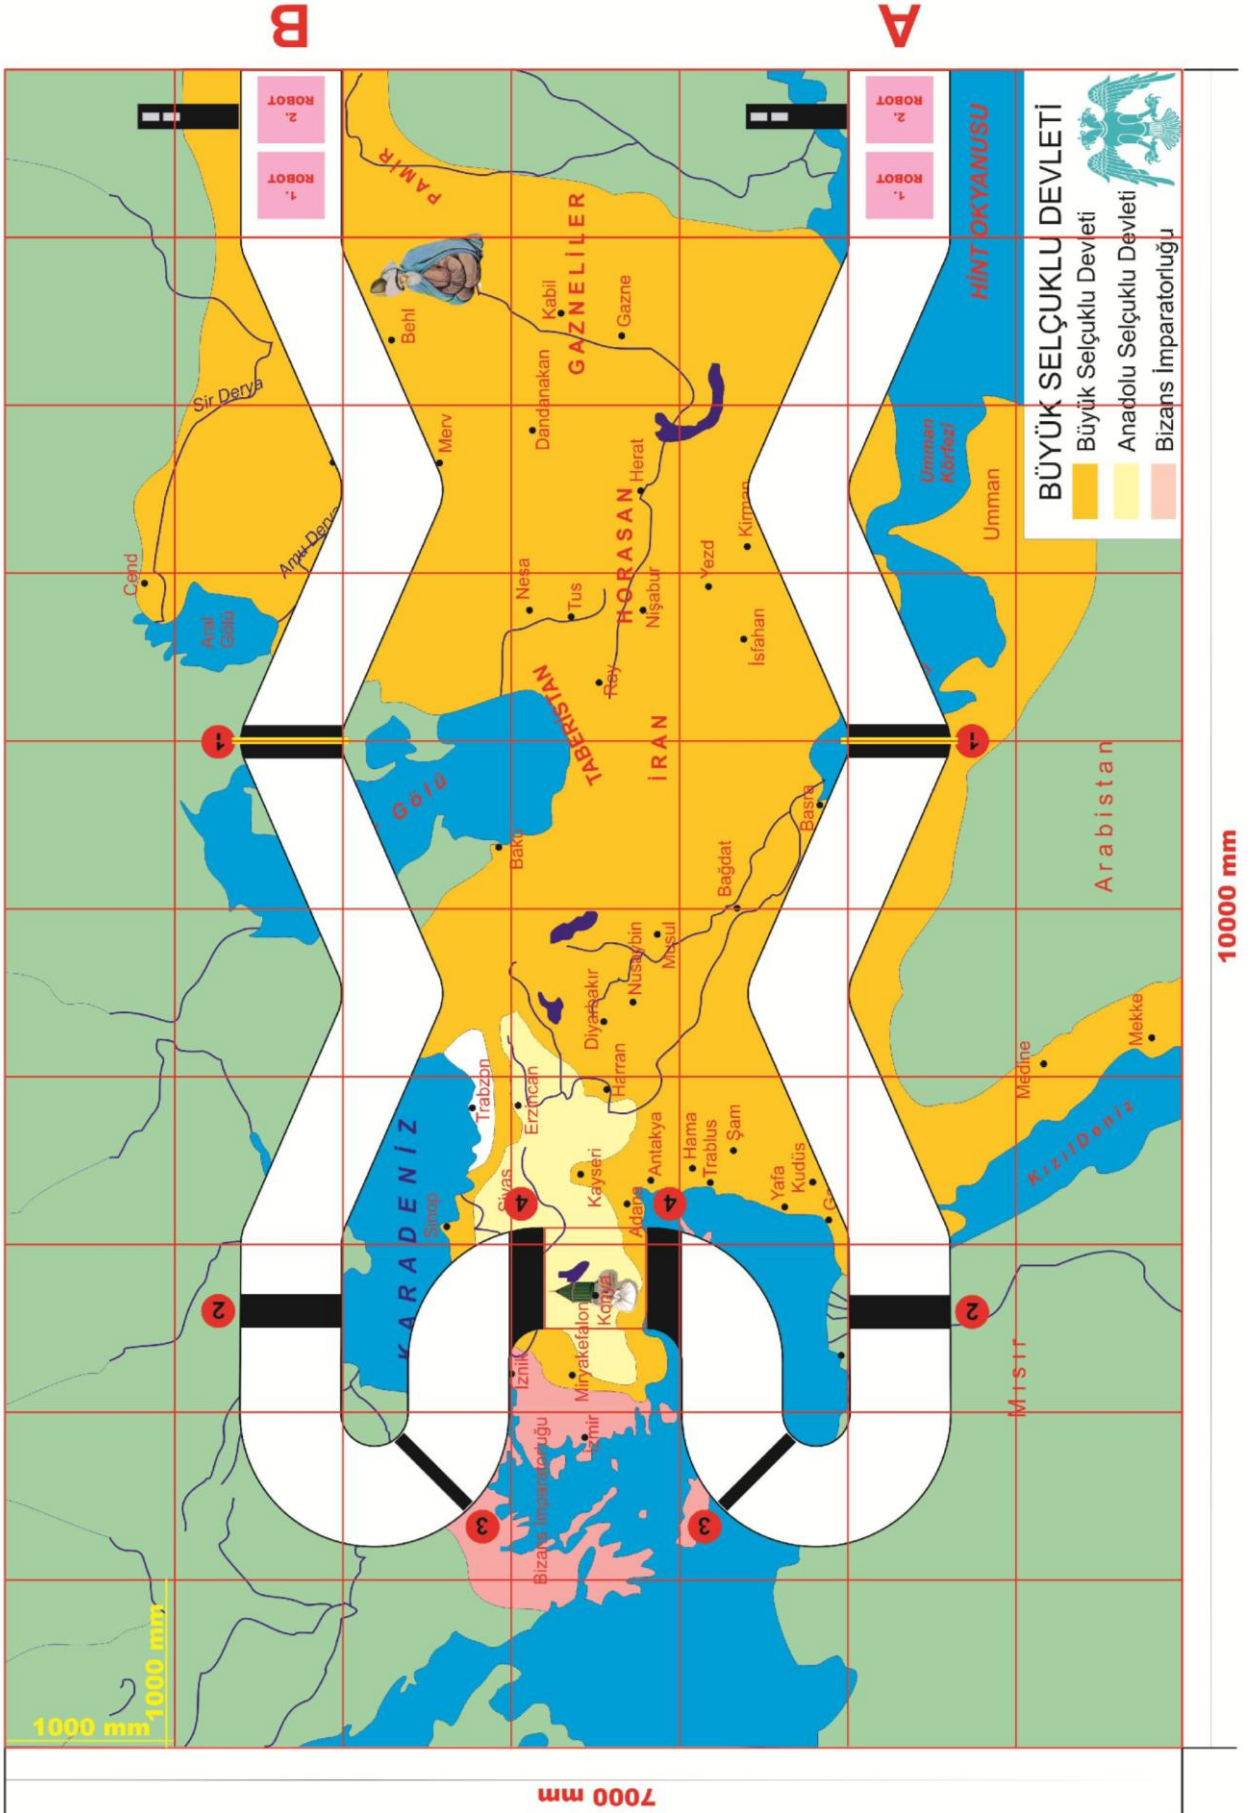 B
A
2.
ROBOT
1.
ROBOT
2.
ROBOT
1.
ROBOT
BÜYÜK SELÇUKLU DEVLETİ
Büyük Selçuklu Devleti
Anadolu Selçuklu Devleti
Bizans İmparatorluğu
HİNT OKYANUSU
PAMİR
GAZNELİLER
Behl
Kabil
Gazne
Sir Derya
Dandanakan
Merv
Herat
HORASAN
Kirman
Umman
Körfezi
Umman
Cend
Amu Derya
Aral
Gölü
Nesa
Tus
Nişabur
Yezd
İsfahan
Ray
TABERİSTAN
İRAN
1
1
Gölü
Bakü
Basra
Bağdat
Arabistan
Musul
Nusaybin
Diyarbakır
Harran
Medine
Mekke
Kızıl Deniz
KARADENİZ
Trabzon
Erzincan
Sivas
Kayseri
Sinop
Adana
Antakya
Hama
Trablus
Şam
Yafa
Kudüs
4
4
2
2
Konya
Miryakefalon
İznik
İzmir
Bizans İmparatorluğu
Mısır
3
3
1000 mm
1000 mm
10000 mm
7000 mm